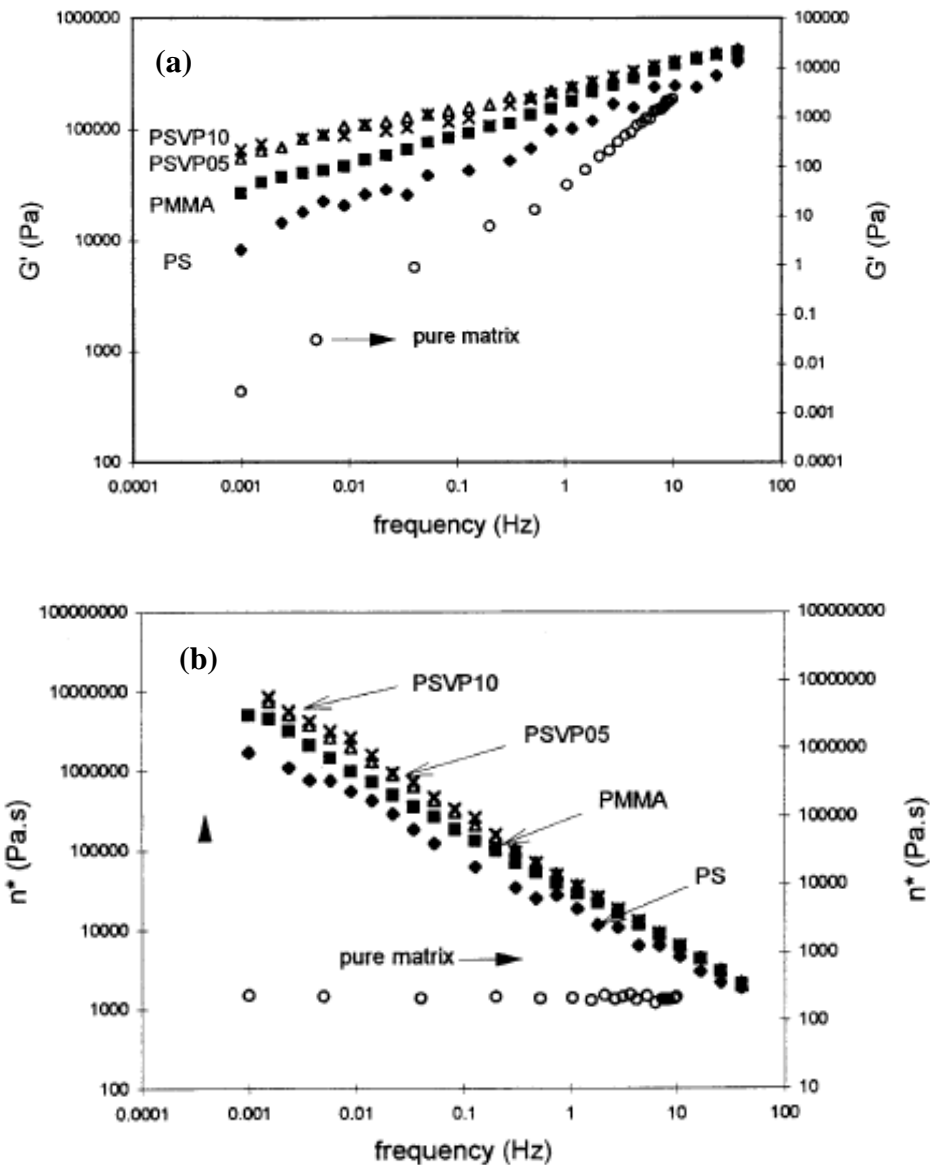 (a)
1000000
100000
10000
1000
100
G' (Pa)
PSVP10
PSVP05
PMMA
PS
pure matrix
100000
10000
1000
100
10
1
0.1
0.01
0.001
0.0001
G' (Pa)
0.0001 0.001 0.01 0.1 1 10 100
frequency (Hz)
(b)
100000000
10000000
1000000
100000
10000
1000
100
n* (Pa.s)
PSVP10
PSVP05
PMMA
PS
pure matrix
100000000
10000000
1000000
100000
10000
1000
100
10
n* (Pa.s)
0.0001 0.001 0.01 0.1 1 10 100
frequency (Hz)